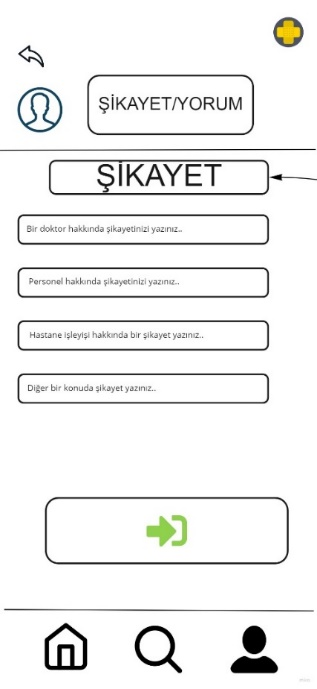 ŞİKAYET/YORUM
ŞİKAYET
Bir doktor hakkında şikayetinizi yazınız..
Personel hakkında şikayetinizi yazınız..
Hastane işleyişi hakkında bir şikayet yazınız..
Diğer bir konuda şikayet yazınız..
miro